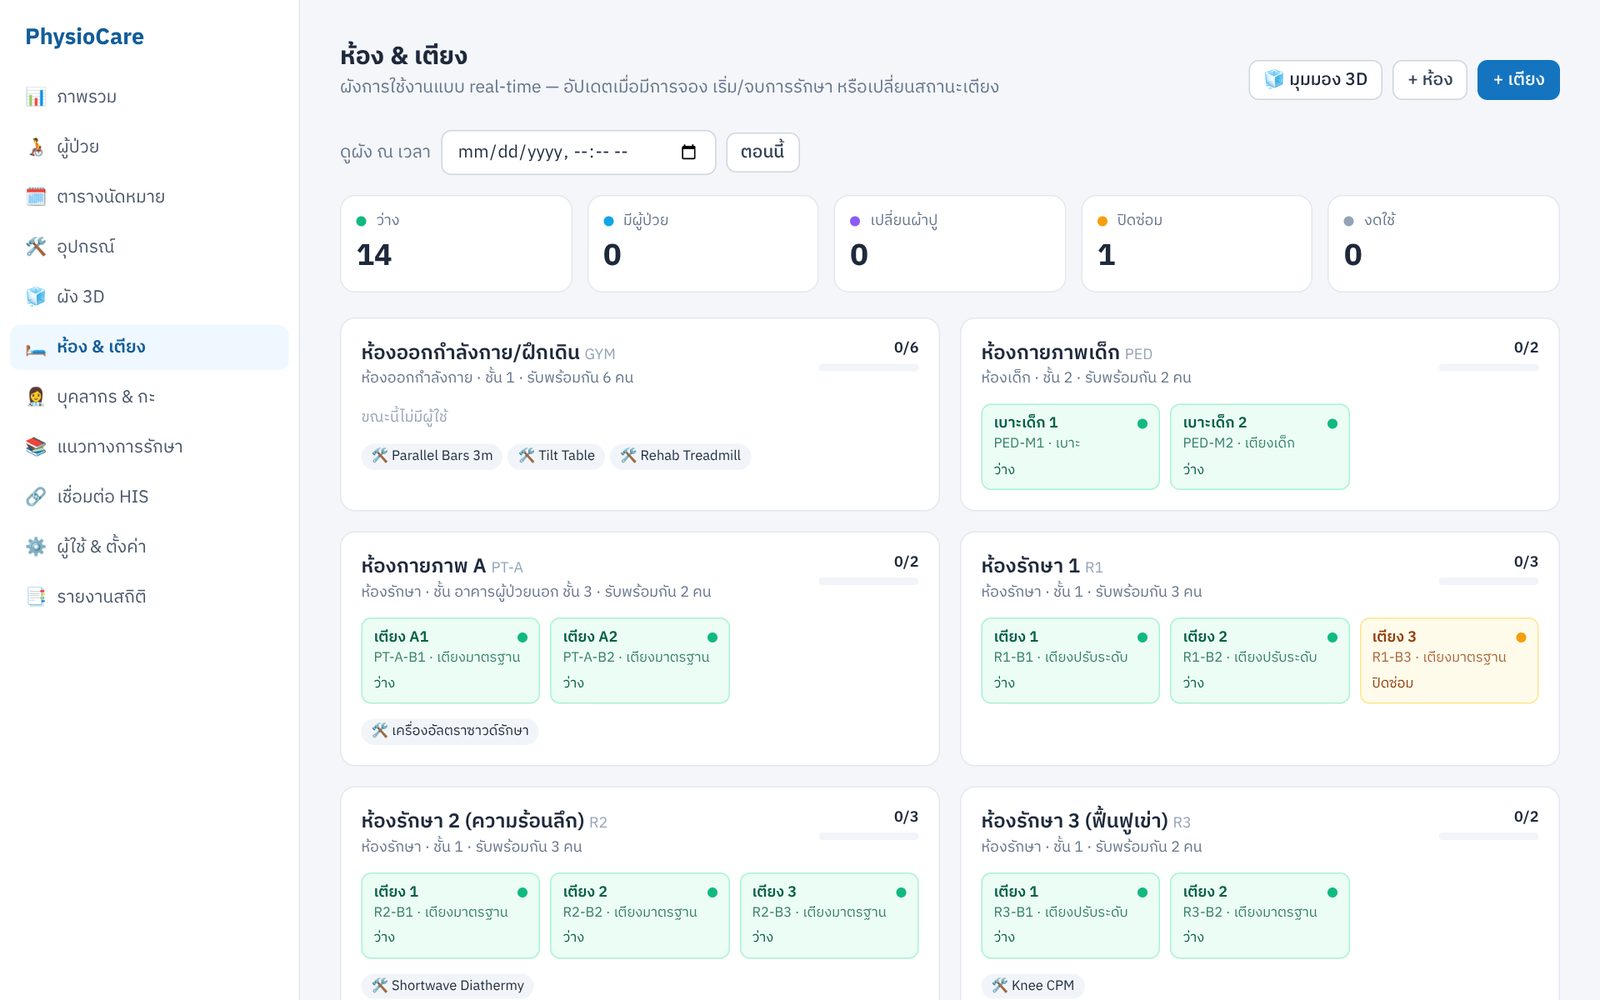 PhysioCare
ภาพรวม
ผู้ป่วย
ตารางนัดหมาย
อุปกรณ์
ผัง 3D
ห้อง & เตียง
บุคลากร & กะ
แนวทางการรักษา
เชื่อมต่อ HIS
ผู้ใช้ & ตั้งค่า
รายงานสถิติ
ห้อง & เตียง
ผังการใช้งานแบบ real-time — อัปเดตเมื่อมีการจอง เริ่ม/จบการรักษา หรือเปลี่ยนสถานะเตียง
มุมมอง 3D
+ ห้อง
+ เตียง
ดูผัง ณ เวลา mm/dd/yyyy, --:-- -- ตอนนี้
ว่าง
14
มีผู้ป่วย
0
เปลี่ยนผ้าปู
0
ปิดซ่อม
1
งดใช้
0
ห้องออกกำลังกาย/ฝึกเดิน GYM 0/6
ห้องออกกำลังกาย · ชั้น 1 · รับพร้อมกัน 6 คน
ขณะนี้ไม่มีผู้ใช้
Parallel Bars 3m Tilt Table Rehab Treadmill
ห้องกายภาพเด็ก PED 0/2
ห้องเด็ก · ชั้น 2 · รับพร้อมกัน 2 คน
เบาะเด็ก 1
PED-M1 · เบาะ
ว่าง
เบาะเด็ก 2
PED-M2 · เตียงเด็ก
ว่าง
ห้องกายภาพ A PT-A 0/2
ห้องรักษา · ชั้น อาคารผู้ป่วยนอก ชั้น 3 · รับพร้อมกัน 2 คน
เตียง A1
PT-A-B1 · เตียงมาตรฐาน
ว่าง
เตียง A2
PT-A-B2 · เตียงมาตรฐาน
ว่าง
เครื่องอัลตราซาวด์รักษา
ห้องรักษา 1 R1 0/3
ห้องรักษา · ชั้น 1 · รับพร้อมกัน 3 คน
เตียง 1
R1-B1 · เตียงปรับระดับ
ว่าง
เตียง 2
R1-B2 · เตียงปรับระดับ
ว่าง
เตียง 3
R1-B3 · เตียงมาตรฐาน
ปิดซ่อม
ห้องรักษา 2 (ความร้อนลึก) R2 0/3
ห้องรักษา · ชั้น 1 · รับพร้อมกัน 3 คน
เตียง 1
R2-B1 · เตียงมาตรฐาน
ว่าง
เตียง 2
R2-B2 · เตียงมาตรฐาน
ว่าง
เตียง 3
R2-B3 · เตียงมาตรฐาน
ว่าง
Shortwave Diathermy
ห้องรักษา 3 (ฟื้นฟูเข่า) R3 0/2
ห้องรักษา · ชั้น 1 · รับพร้อมกัน 2 คน
เตียง 1
R3-B1 · เตียงปรับระดับ
ว่าง
เตียง 2
R3-B2 · เตียงมาตรฐาน
ว่าง
Knee CPM